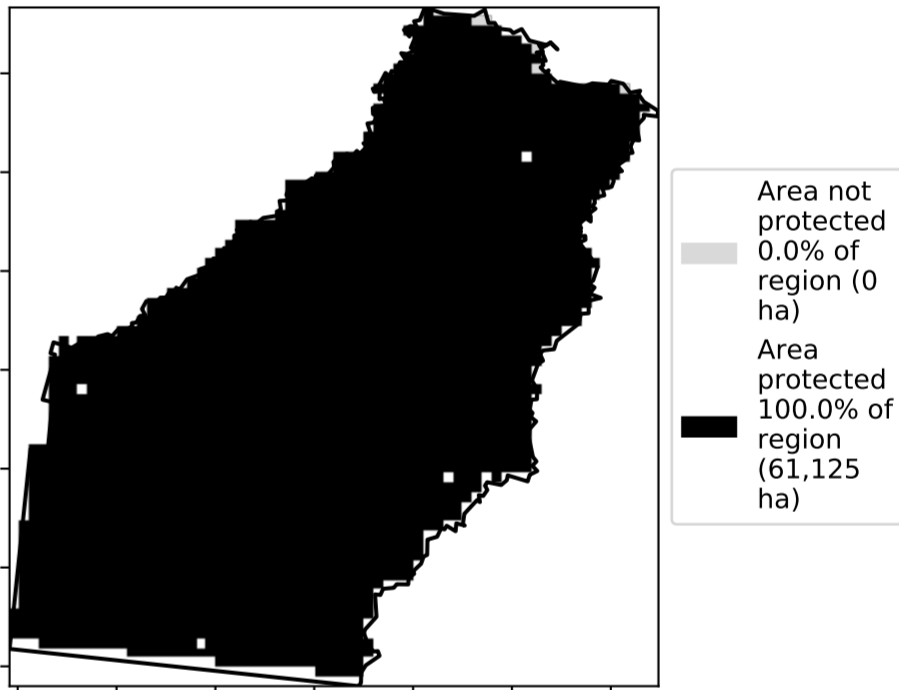 Area not
protected
0.0% of
region (0
ha)
Area
protected
100.0% of
region
(61,125
ha)